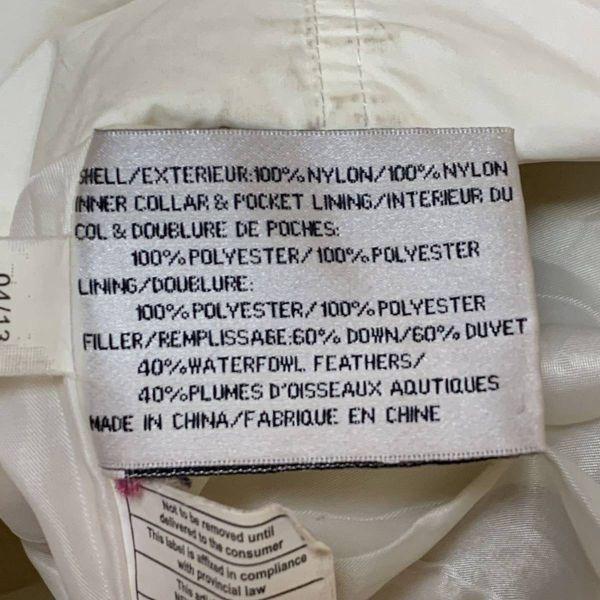 SHELL/EXTERIEUR:100% NYLON/100% NYLON
INNER COLLAR & POCKET LINING/INTERIEUR DU
COL & DOUBLURE DE POCHES:
100% POLYESTER/100% POLYESTER
LINING/DOUBLURE:
100% POLYESTER/100% POLYESTER
FILLER/REMPLISSAGE:60% DOWN/60% DUVET
40% WATERFOWL FEATHERS/
40% PLUMES D'OISSEAUX AQUTIQUES
MADE IN CHINA/FABRIQUE EN CHINE
04/13
Not to be removed until
delivered to the consumer
This label is affixed in compliance
with provincial law